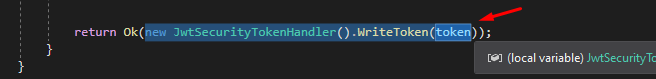 return Ok(new JwtSecurityTokenHandler().WriteToken(token));
}
}
(local variable) JwtSecurityTo